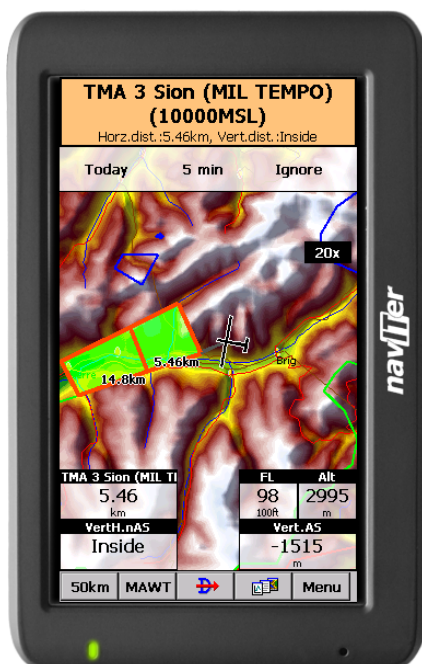 TMA 3 Sion (MIL TEMPO)
(10000MSL)
Horz.dist.:5.46km, Vert.dist.:Inside
Today 5 min Ignore
20x
5.46km
Brig
14.8km
TMA 3 Sion (MIL TI FL Alt
5.46 98 2995
km 100ft m
VertH.nAS Vert.AS
Inside -1515
m
50km MAWT Menu
naviter